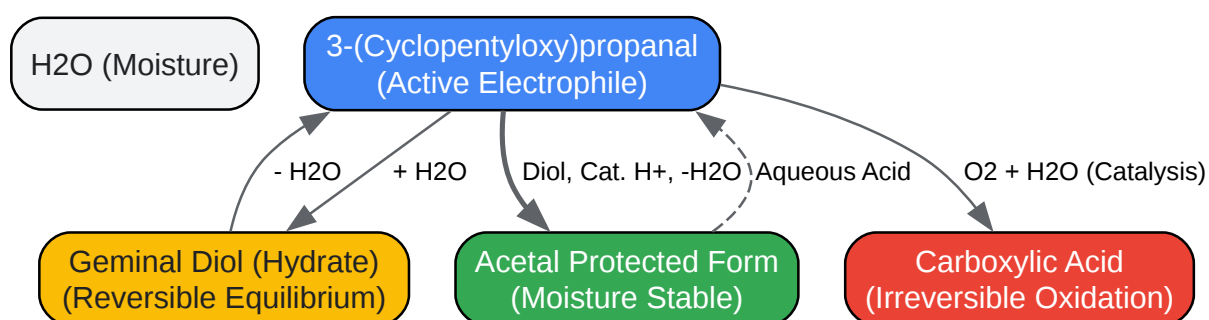 H2O (Moisture)
3-(Cyclopentyloxy)propanal
(Active Electrophile)
- H2O
+ H2O
Diol, Cat. H+, -H2O
Aqueous Acid
O2 + H2O (Catalysis)
Geminal Diol (Hydrate)
(Reversible Equilibrium)
Acetal Protected Form
(Moisture Stable)
Carboxylic Acid
(Irreversible Oxidation)